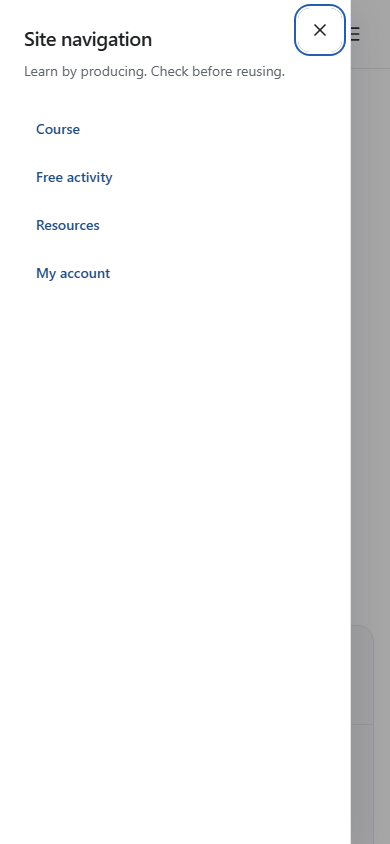 Site navigation
Learn by producing. Check before reusing.
Course
Free activity
Resources
My account